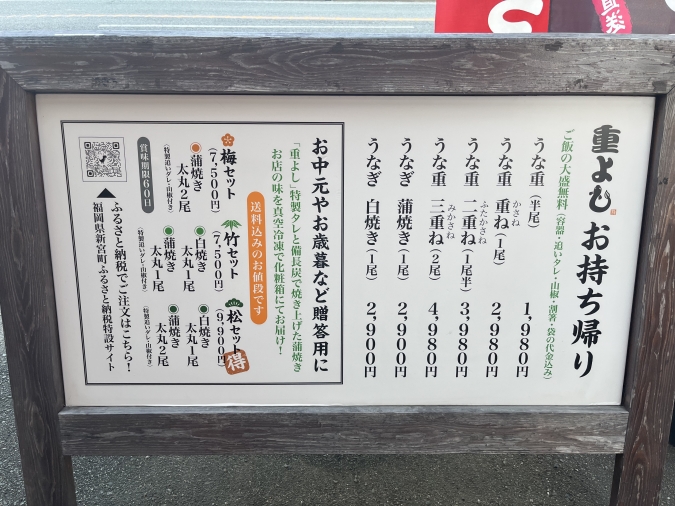 重よし お持ち帰り
ご飯の大盛無料(容器・追いタレ・山椒・割箸・袋の代金込み)
うな重(半尾) 1,980円
うな重 重ね(1尾) 2,980円
かさね
うな重 二重ね(1尾半) 3,980円
ふたかさね
うな重 三重ね(2尾) 4,980円
みかさね
うなぎ 蒲焼き(1尾) 2,900円
うなぎ 白焼き(1尾) 2,900円
お中元やお歳暮など贈答用に
「重よし」特製タレと備長炭で焼き上げた蒲焼き
お店の味を真空冷凍で化粧箱にてお届け!
送料込みのお値段です
梅セット
(7,500円)
蒲焼き
太丸2尾
(特製追いタレ・山椒付き)
竹セット
(7,500円)
白焼き
太丸1尾
蒲焼き
太丸1尾
(特製追いタレ・山椒付き)
松セット
(9,900円)
得
白焼き
太丸1尾
蒲焼き
太丸2尾
(特製追いタレ・山椒付き)
賞味期限60日
▲ふるさと納税でご注文はこちら!
福岡県新宮町 ふるさと納税特設サイト